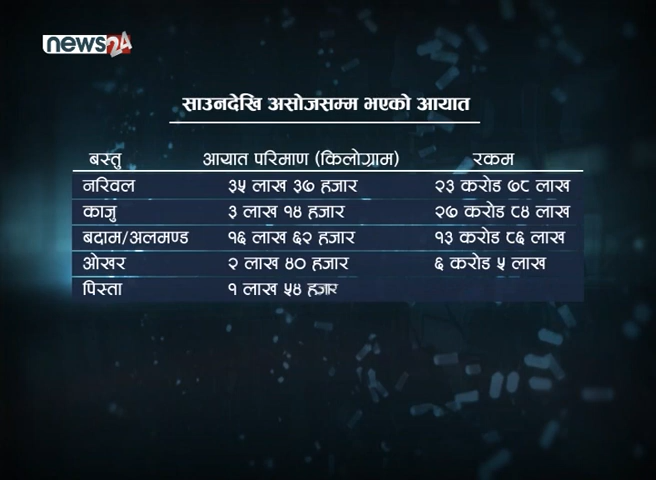 news24
साउनदेखि असोजसम्म भएको आयात
बस्तु आयात परिमाण (किलोग्राम) रकम
नरिवल ३५ लाख ३७ हजार २३ करोड ७८ लाख
काजु ३ लाख १४ हजार २७ करोड ८४ लाख
बदाम/अलमण्ड १६ लाख ६२ हजार १३ करोड ८६ लाख
ओखर २ लाख ४० हजार ६ करोड ५ लाख
पिस्ता १ लाख ५४ हजार